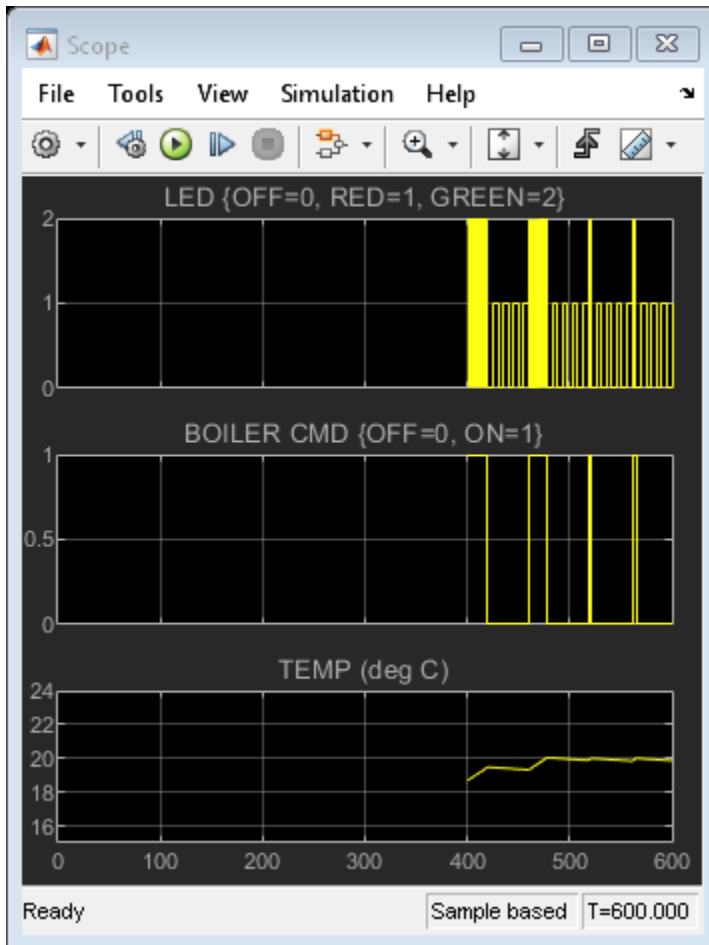 Scope
File Tools View Simulation Help
LED {OFF=0, RED=1, GREEN=2}
2
1
0
BOILER CMD {OFF=0, ON=1}
1
0.5
0
TEMP (deg C)
24
22
20
18
16
0 100 200 300 400 500 600
Ready Sample based T=600.000